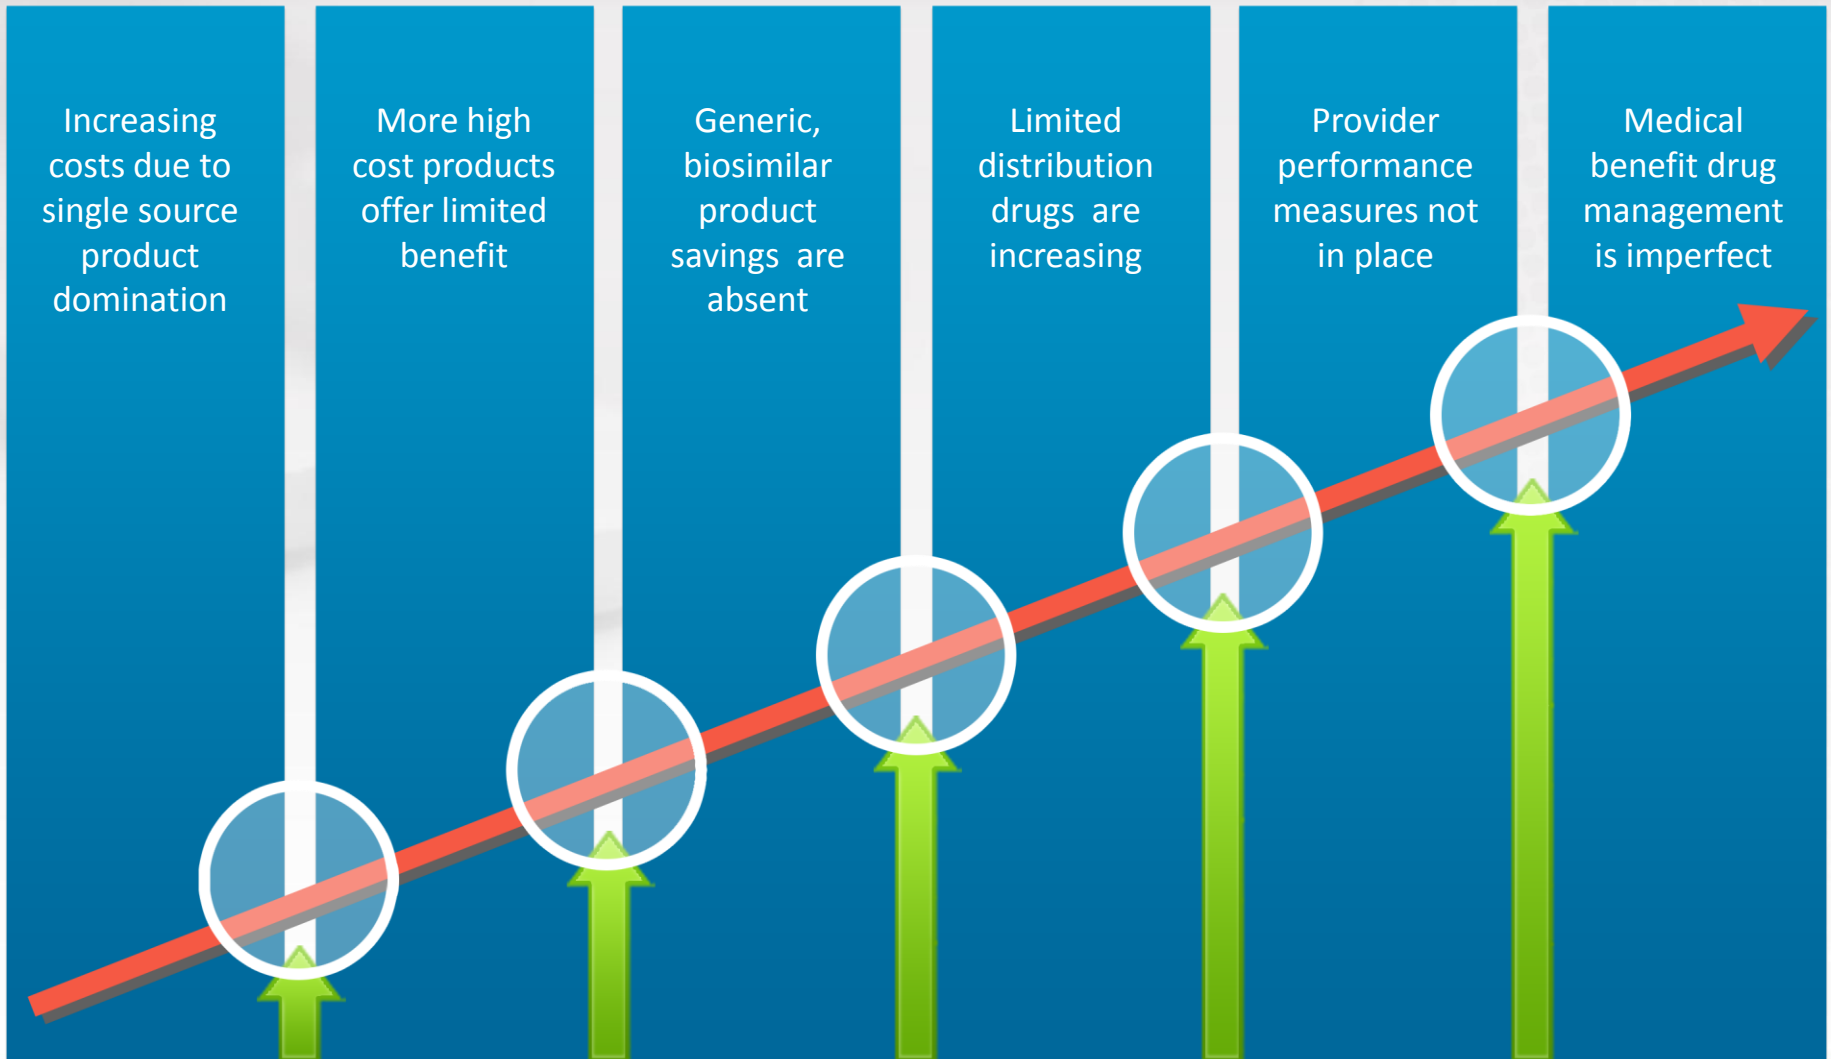 Increasing
costs due to
single source
product
domination
More high
cost products
offer limited
benefit
Generic,
biosimilar
product
savings  are
absent
Limited
distribution
drugs  are
increasing
Provider
performance
measures not
in place
Medical
benefit drug
management
is imperfect